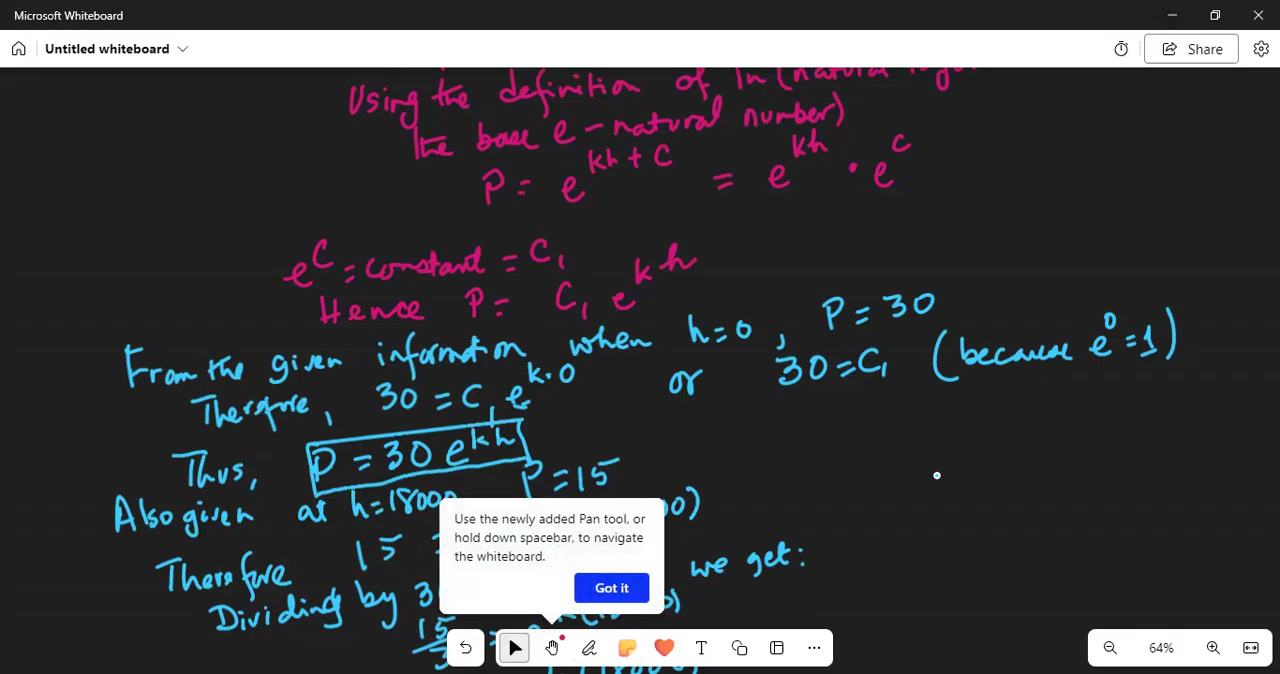 Microsoft Whiteboard
Untitled whiteboard
Share
Using the definition of ln (natural
the base e - natural number)
P = e^{kh + C} = e^{kh} · e^C
e^C = constant = C₁
Hence P = C₁ e^{kh}
From the given information when h = 0, P = 30
Therefore, 30 = C₁ e^{k·0} or 30 = C₁ (because e^0 = 1)
Thus, P = 30 e^{kh}
Also given at h = 18000 P = 15
Therefore 15
Dividing by we get:
15
Use the newly added Pan tool, or
hold down spacebar, to navigate
the whiteboard.
Got it
64%